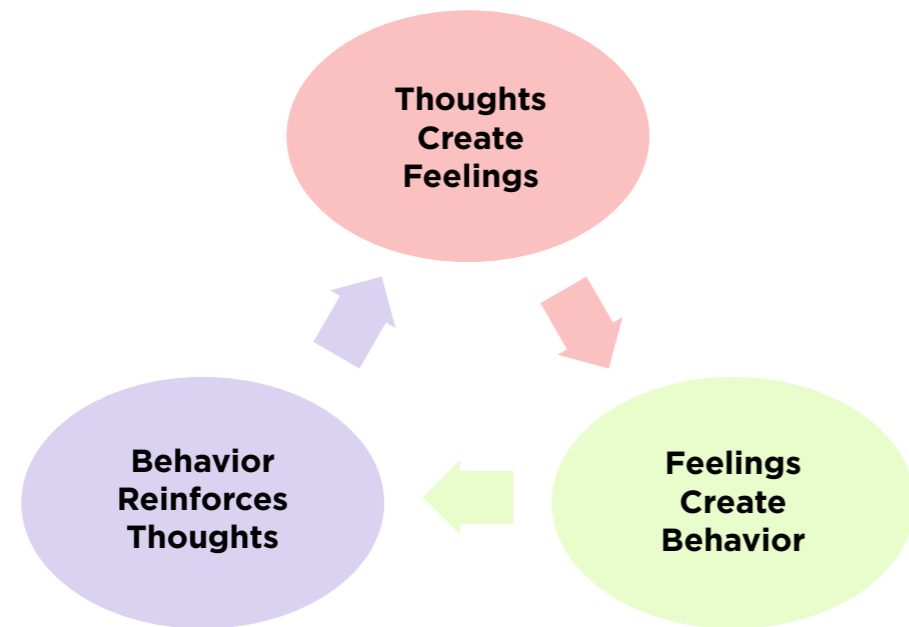 Thoughts
Create
Feelings
Feelings
Create
Behavior
Behavior
Reinforces
Thoughts